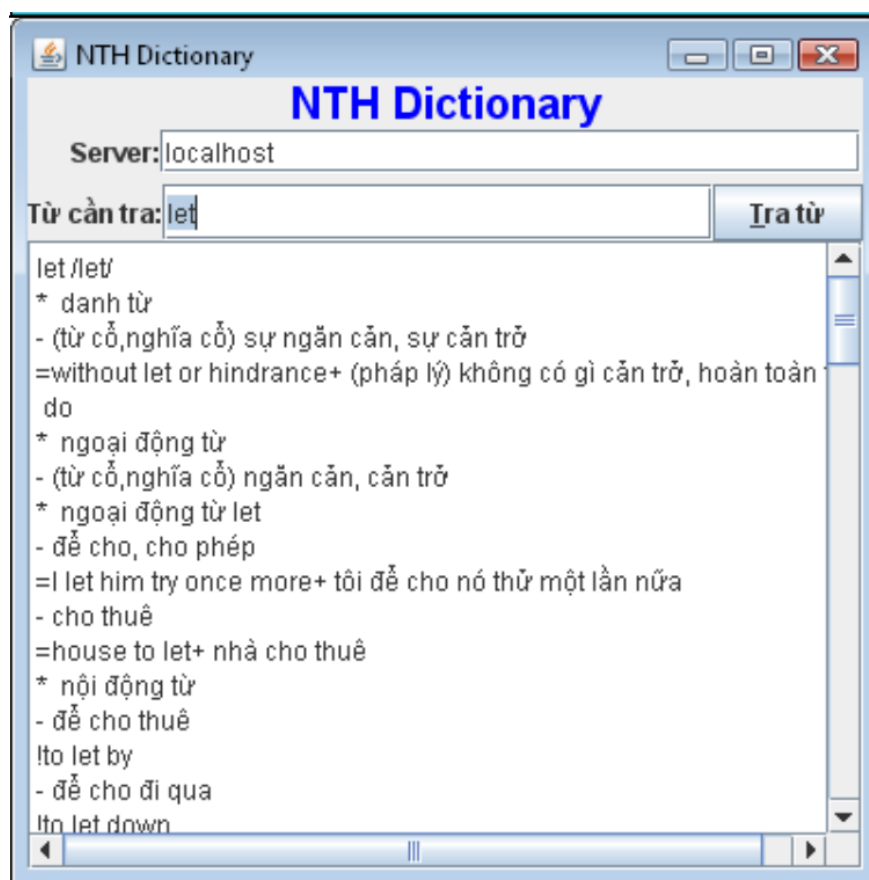 NTH Dictionary
NTH Dictionary
Server: localhost
Từ cần tra: let Tra từ
let /let/
* danh từ
- (từ cổ,nghĩa cổ) sự ngăn cản, sự cản trở
=without let or hindrance+ (pháp lý) không có gì cản trở, hoàn toàn
do
* ngoại động từ
- (từ cổ,nghĩa cổ) ngăn cản, cản trở
* ngoại động từ let
- để cho, cho phép
=I let him try once more+ tôi để cho nó thử một lần nữa
- cho thuê
=house to let+ nhà cho thuê
* nội động từ
- để cho thuê
!to let by
- để cho đi qua
!to let down